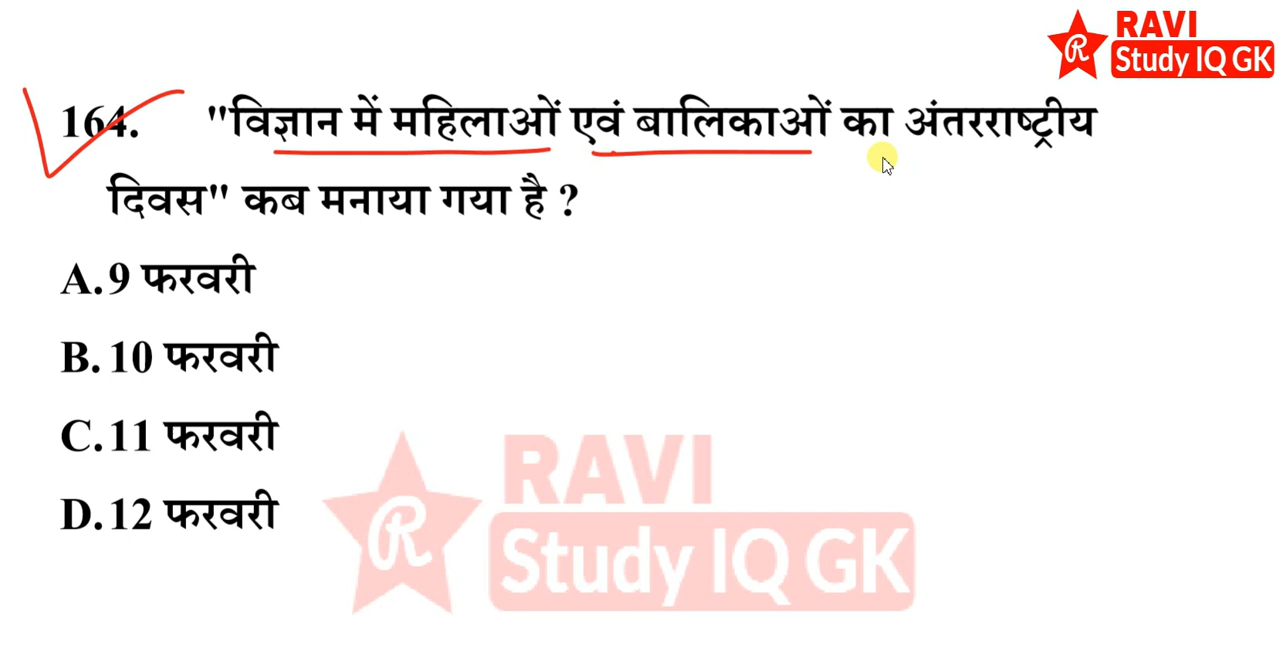 RAVI
Study IQ GK
164. "विज्ञान में महिलाओं एवं बालिकाओं का अंतरराष्ट्रीय
दिवस" कब मनाया गया है ?
A. 9 फरवरी
B. 10 फरवरी
C. 11 फरवरी
D. 12 फरवरी
RAVI
Study IQ GK